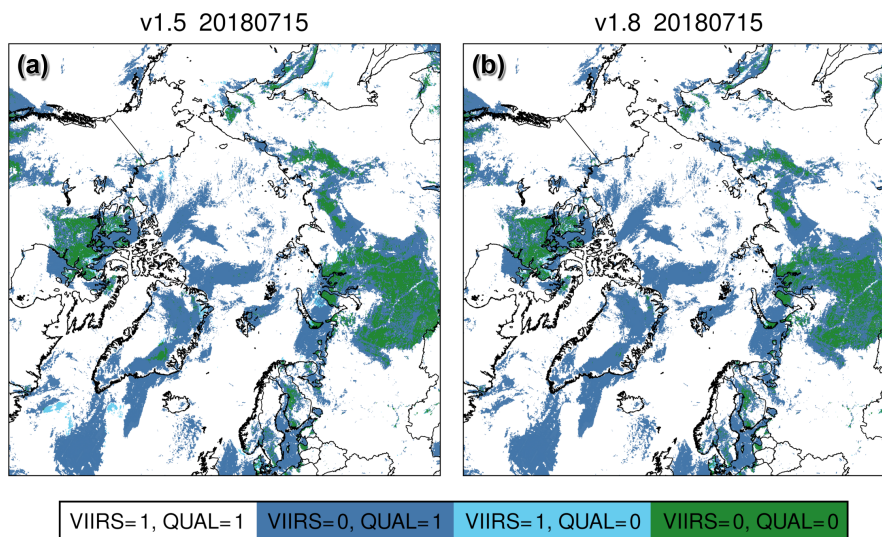 v1.5 20180715
v1.8 20180715
(a)
(b)
VIIRS=1, QUAL=1
VIIRS=0, QUAL=1
VIIRS=1, QUAL=0
VIIRS=0, QUAL=0